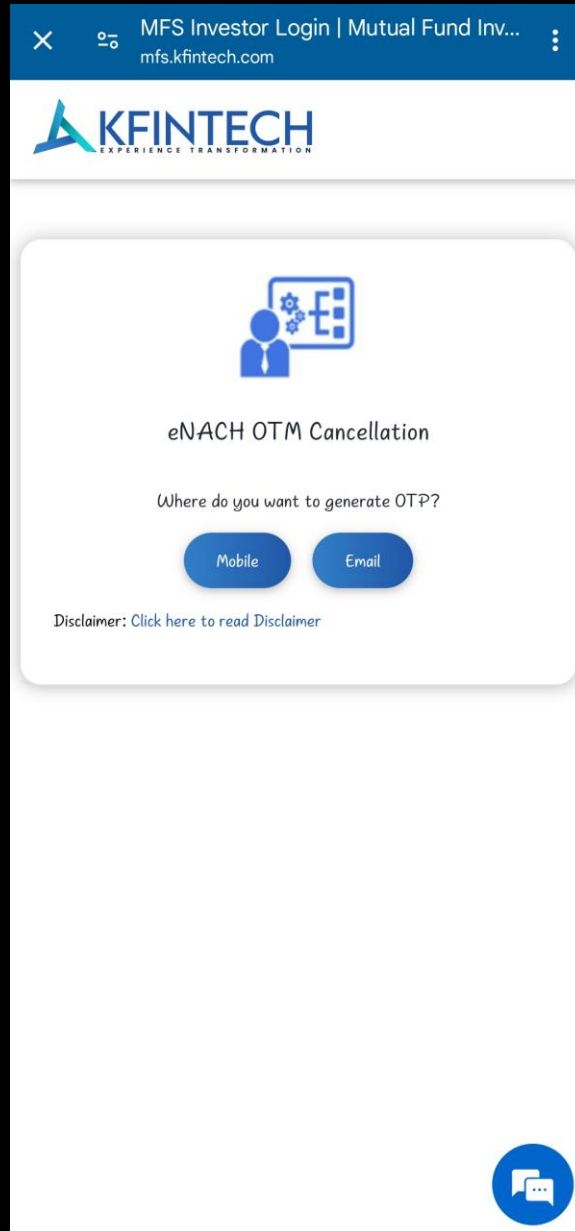 MFS Investor Login | Mutual Fund Inv...
mfs.kfintech.com
KFINTECH
EXPERIENCE TRANSFORMATION
eNACH OTM Cancellation
Where do you want to generate OTP?
Mobile Email
Disclaimer: Click here to read Disclaimer